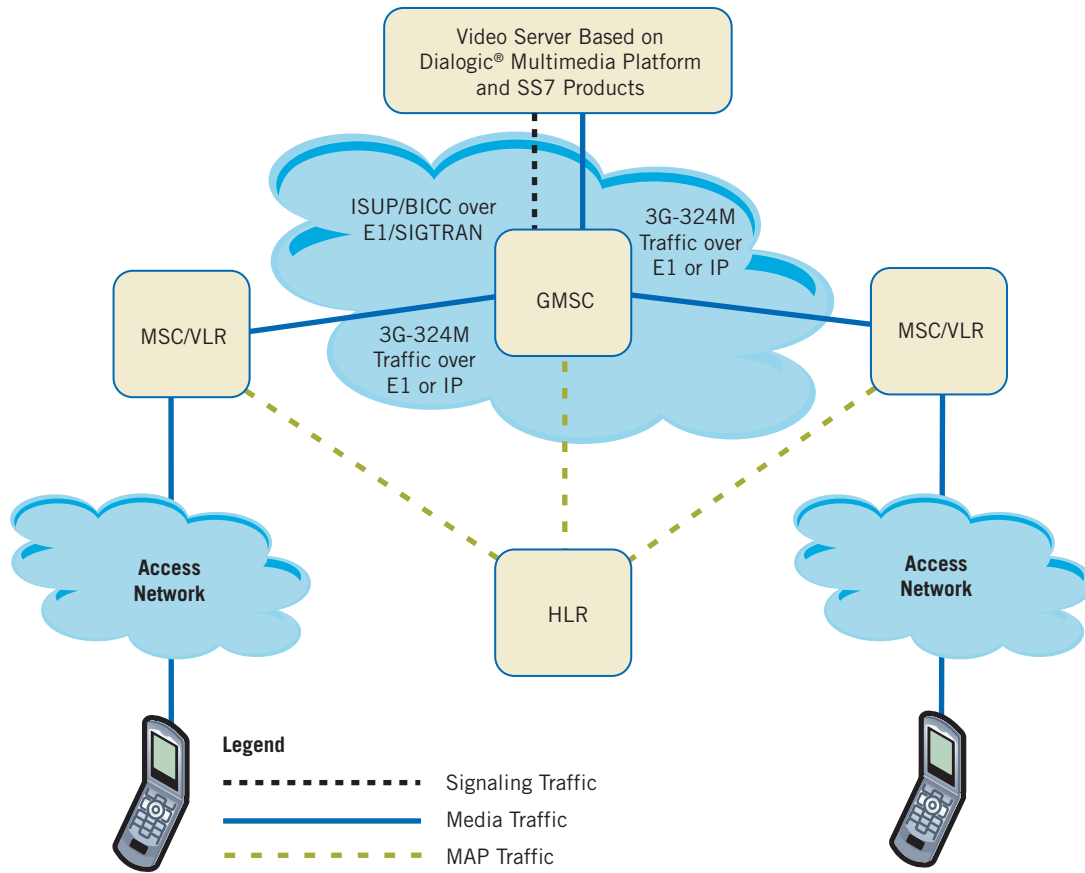 Video Server Based on
Dialogic® Multimedia Platform
and SS7 Products
ISUP/BICC over
E1/SIGTRAN
3G-324M
Traffic over
E1 or IP
GMSC
MSC/VLR
MSC/VLR
3G-324M
Traffic over
E1 or IP
Access
Network
Access
Network
HLR
Legend
Signaling Traffic
Media Traffic
MAP Traffic